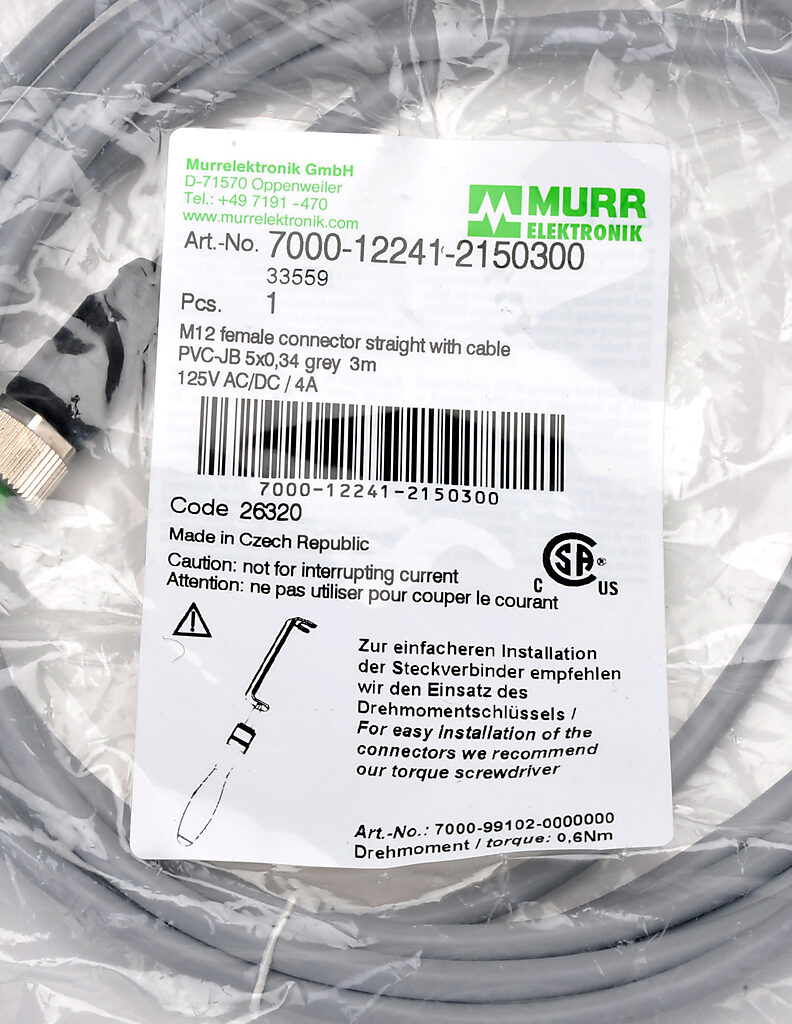 Murrelektronik GmbH
D-71570 Oppenweiler
Tel.: +49 7191 -470
www.murrelektronik.com
MURR
ELEKTRONIK
Art.-No. 7000-12241-2150300
33559
Pcs. 1
M12 female connector straight with cable
PVC-JB 5x0,34 grey 3m
125V AC/DC / 4A
7000-12241-2150300
Code 26320
Made in Czech Republic
Caution: not for interrupting current
Attention: ne pas utiliser pour couper le courant
C SA ® US
Zur einfacheren Installation
der Steckverbinder empfehlen
wir den Einsatz des
Drehmomentschlüssels /
For easy installation of the
connectors we recommend
our torque screwdriver
Art.-No.: 7000-99102-0000000
Drehmoment / torque: 0,6Nm